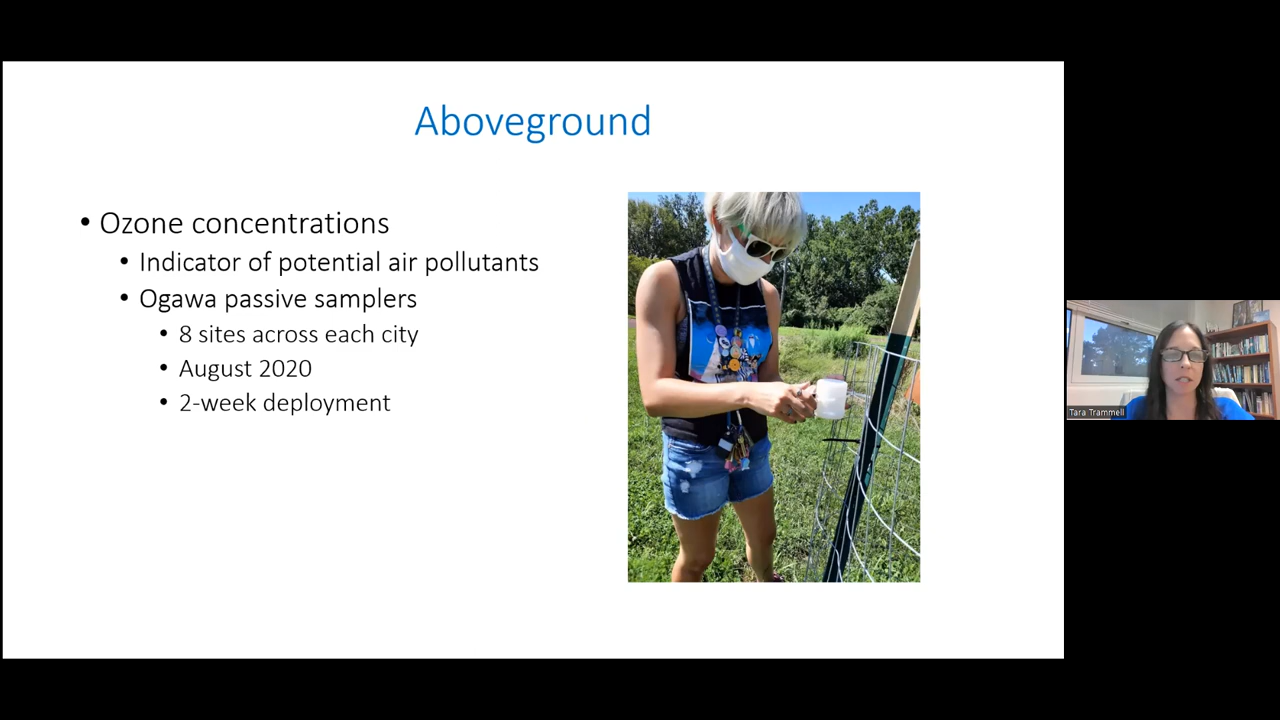 Aboveground
• Ozone concentrations
• Indicator of potential air pollutants
• Ogawa passive samplers
• 8 sites across each city
• August 2020
• 2-week deployment
Tara Trammell